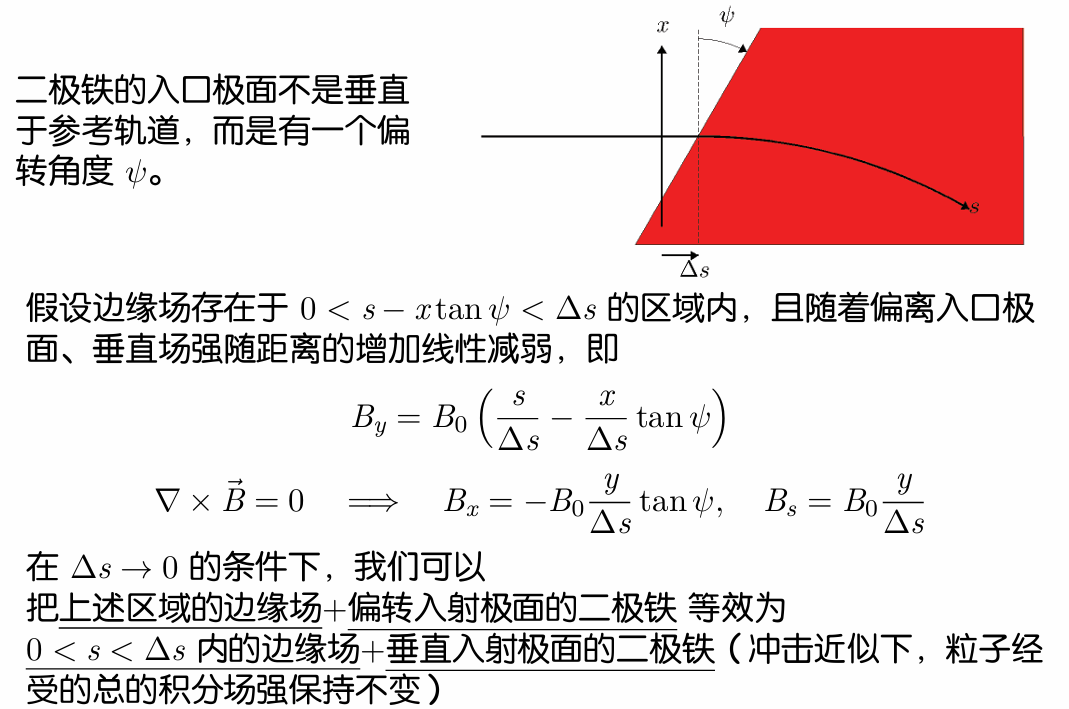 二极铁的入口极面不是垂直
于参考轨道，而是有一个偏
转角度 ψ。
x
ψ
s
Δs
假设边缘场存在于 0 < s − x tan ψ < Δs 的区域内，且随着偏离入口极
面、垂直场强随距离的增加线性减弱，即
B_y = B_0 ( s/Δs − x/Δs tan ψ )
∇ × B⃗ = 0 ⟹ B_x = −B_0 y/Δs tan ψ, B_s = B_0 y/Δs
在 Δs → 0 的条件下，我们可以
把上述区域的边缘场+偏转入射极面的二极铁 等效为
0 < s < Δs 内的边缘场+垂直入射极面的二极铁（冲击近似下，粒子经
受的总的积分场强保持不变）